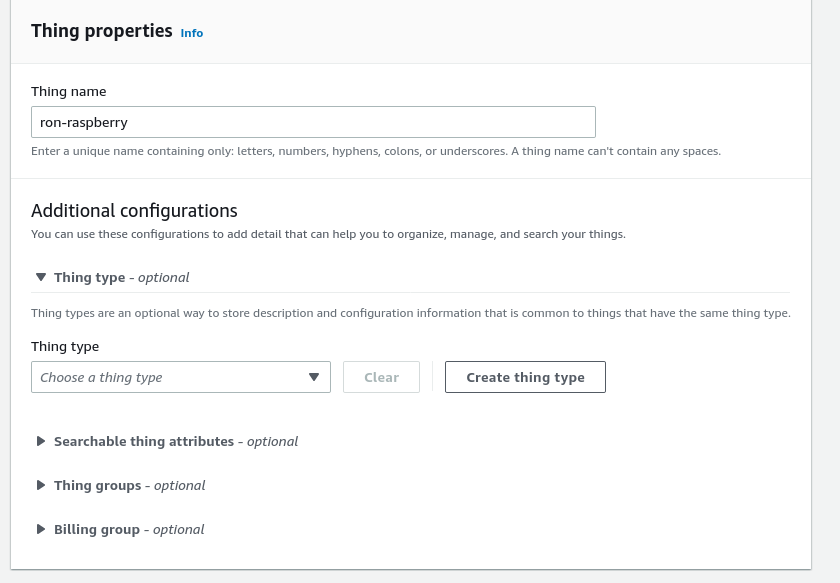 Thing properties Info
Thing name
ron-raspberry
Enter a unique name containing only: letters, numbers, hyphens, colons, or underscores. A thing name can't contain any spaces.
Additional configurations
You can use these configurations to add detail that can help you to organize, manage, and search your things.
Thing type - optional
Thing types are an optional way to store description and configuration information that is common to things that have the same thing type.
Thing type
Choose a thing type Clear Create thing type
Searchable thing attributes - optional
Thing groups - optional
Billing group - optional